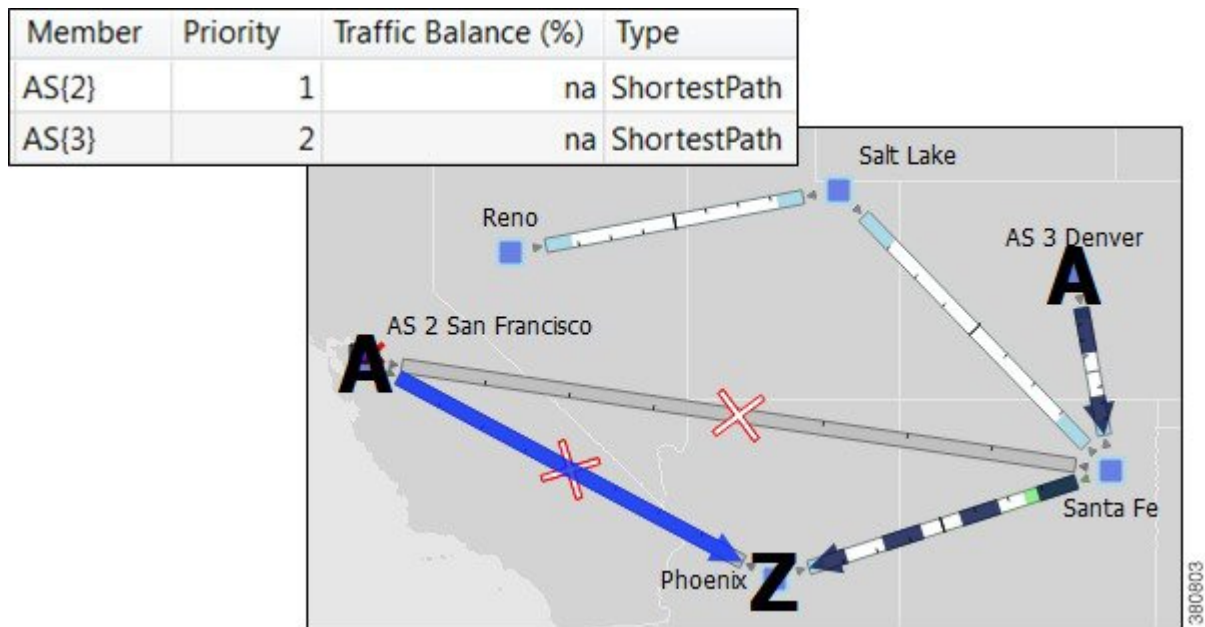 Member Priority Traffic Balance (%) Type
AS{2} 1 na ShortestPath
AS{3} 2 na ShortestPath
Salt Lake
Reno
AS 3 Denver
A
AS 2 San Francisco
A
Santa Fe
Phoenix Z
380803